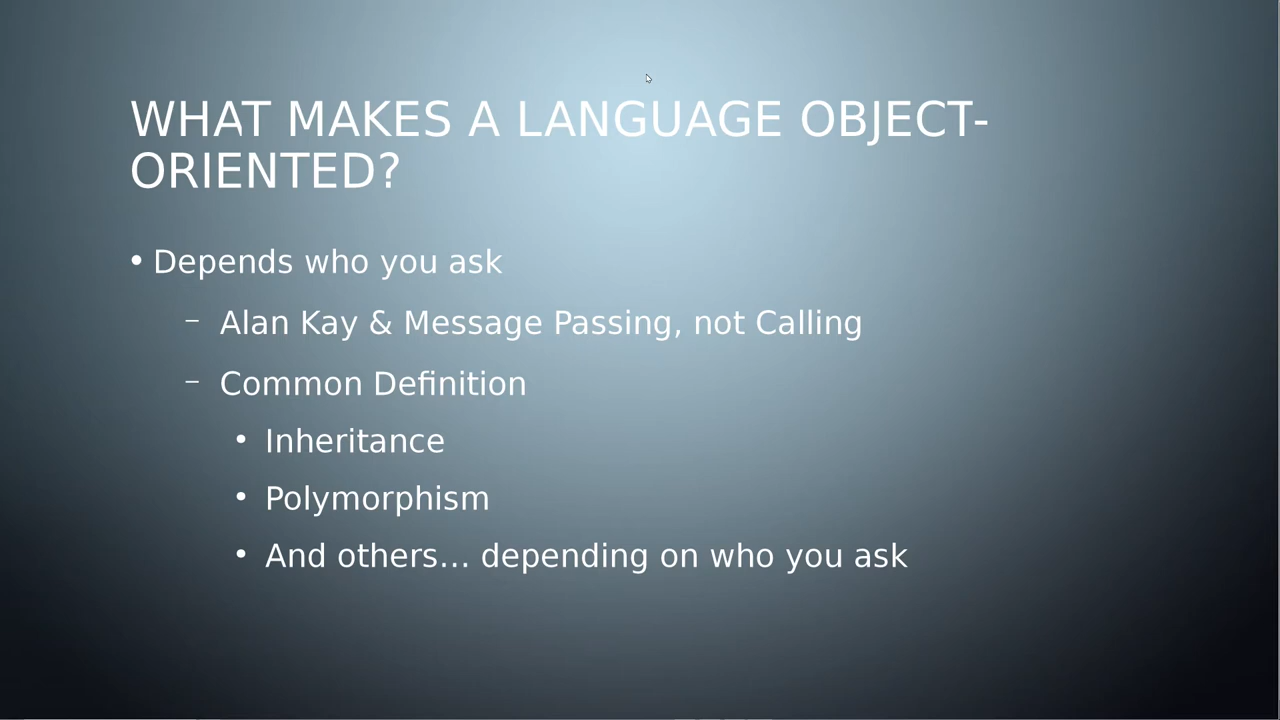 WHAT MAKES A LANGUAGE OBJECT-
ORIENTED?
• Depends who you ask
– Alan Kay & Message Passing, not Calling
– Common Definition
• Inheritance
• Polymorphism
• And others… depending on who you ask